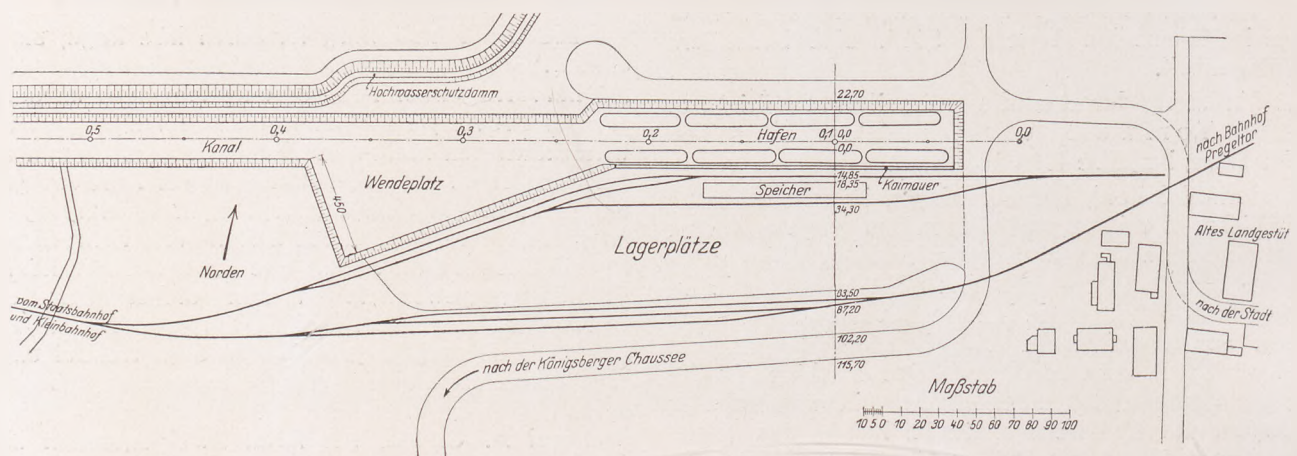 Hochwasserschutzdamm
22,70
0,5
0,4
0,3
0,2
Hafen
0,1
0,0
0,0
0,0
Kanal
nach Bahnhof
Pregeltor
Wendeplatz
450
Speicher
14,85
18,35
Kaimauer
34,30
Altes Landgestüt
Norden
Lagerplätze
vom Staatsbahnhof
und Kleinbahnhof
83,50
87,20
nach der Stadt
102,20
115,70
nach der Königsberger Chaussee
Maßstab
10 5 0 10 20 30 40 50 60 70 80 90 100